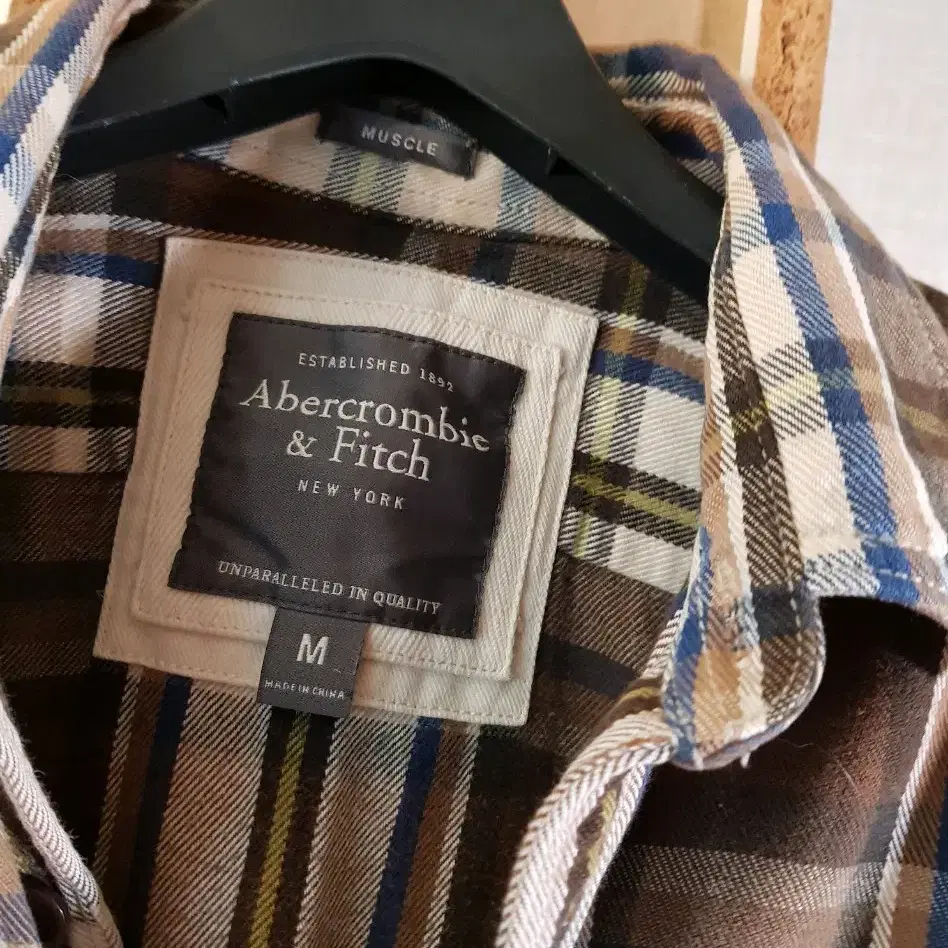 MUSCLE
ESTABLISHED 1892
Abercrombie
& Fitch
NEW YORK
UNPARALLELED IN QUALITY
M
MADE IN CHINA